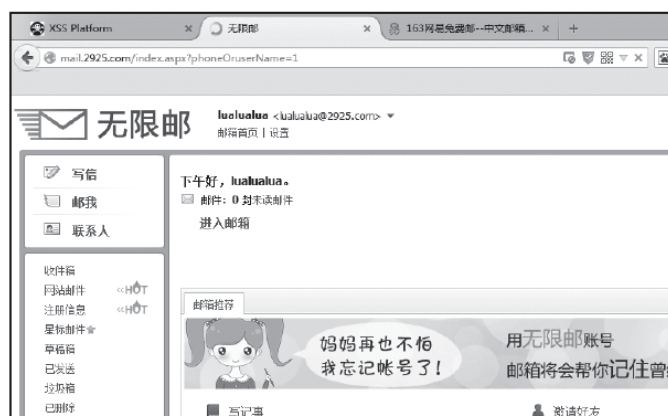 XSS Platform × 无限邮 × 163网易免费邮--中文邮箱... × +
mail.2925.com/index.aspx?phoneOruserName=1
无限邮
lualualua <lualualua@2925.com>
邮箱首页 | 设置
写信
邮我
联系人
下午好，lualualua。
邮件：0 封未读邮件
进入邮箱
收件箱
网站邮件 «HOT
注册信息 «HOT
星标邮件
草稿箱
已发送
垃圾箱
已删除
邮箱推荐
妈妈再也不怕
我忘记帐号了!
用无限邮账号
邮箱将会帮你记住曾
写记事
邀请好友